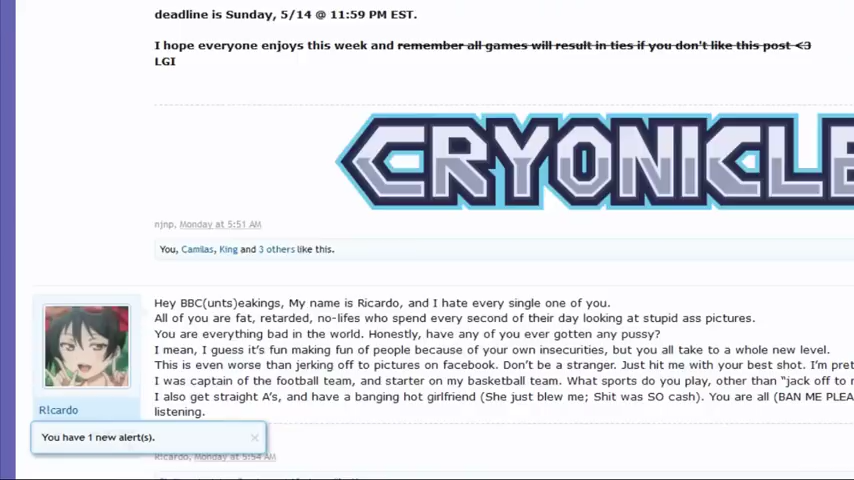 deadline is Sunday, 5/14 @ 11:59 PM EST.
I hope everyone enjoys this week and remember all games will result in ties if you don't like this post <3
LGI
CRYONICLE
njnp, Monday at 5:51 AM
You, Camilas, King and 3 others like this.
Hey BBC(unts)eakings, My name is Ricardo, and I hate every single one of you.
All of you are fat, retarded, no-lifes who spend every second of their day looking at stupid ass pictures.
You are everything bad in the world. Honestly, have any of you ever gotten any pussy?
I mean, I guess it's fun making fun of people because of your own insecurities, but you all take to a whole new level.
This is even worse than jerking off to pictures on facebook. Don't be a stranger. Just hit me with your best shot. I'm pret
I was captain of the football team, and starter on my basketball team. What sports do you play, other than "jack off to
I also get straight A's, and have a banging hot girlfriend (She just blew me; Shit was SO cash). You are all (BAN ME PLEA
listening.
R!cardo
You have 1 new alert(s).
R!cardo, Monday at 5:54 AM